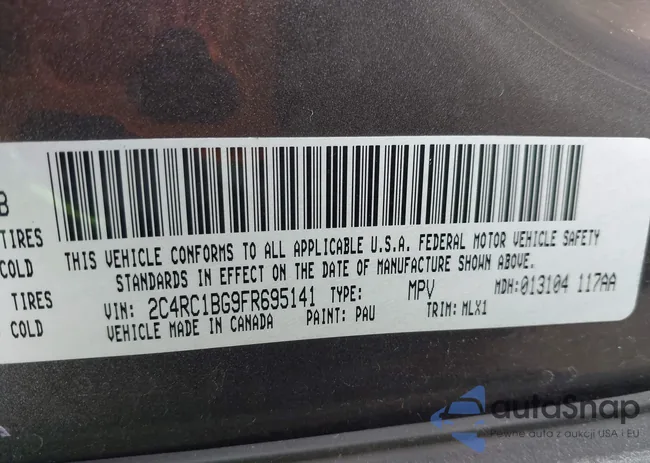 B
TIRES
COLD
TIRES
COLD
THIS VEHICLE CONFORMS TO ALL APPLICABLE U.S.A. FEDERAL MOTOR VEHICLE SAFETY
STANDARDS IN EFFECT ON THE DATE OF MANUFACTURE SHOWN ABOVE.
VIN: 2C4RC1BG9FR695141 TYPE: MPV MDH: 013104 117AA
VEHICLE MADE IN CANADA PAINT: PAU TRIM: MLX1
autoSnap
Pewne auta z aukcji USA i EU